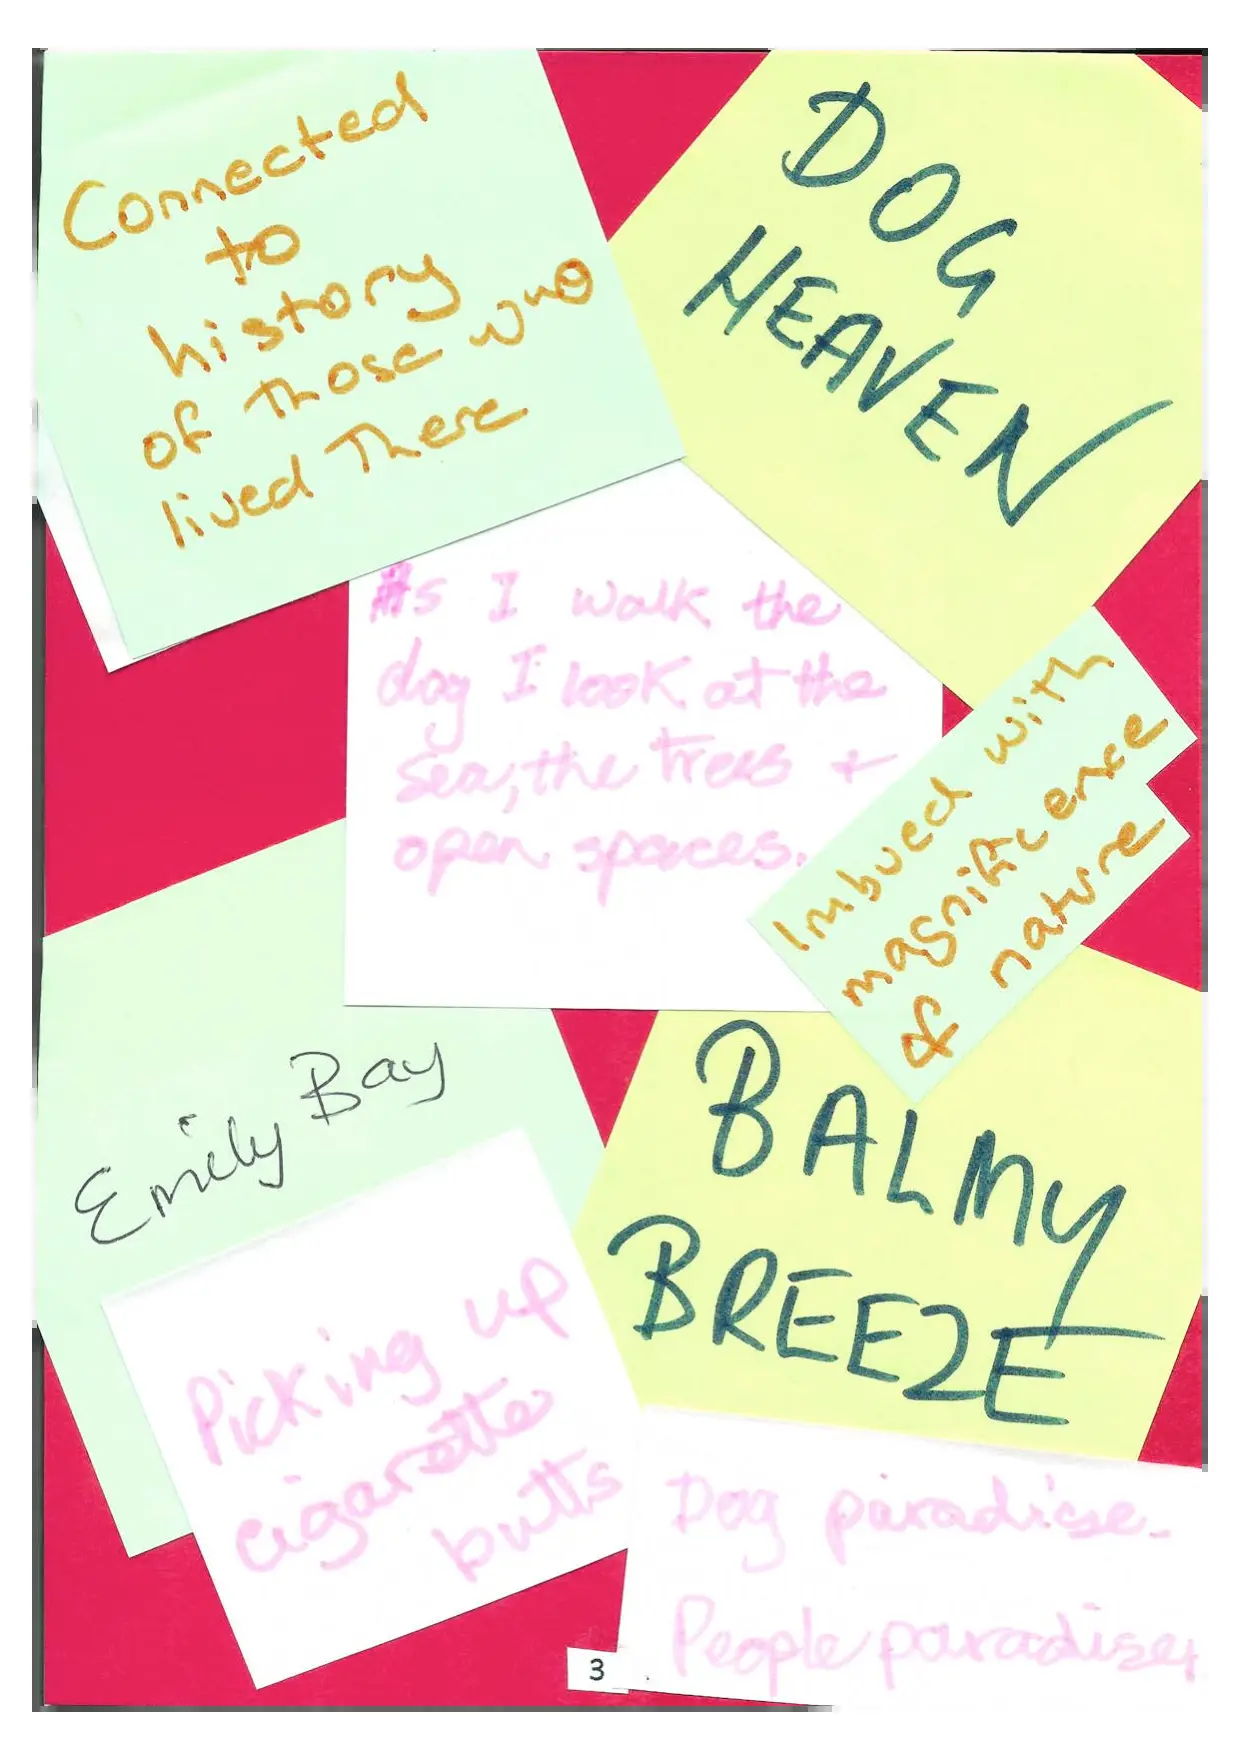 Connected
to
history
of those who
lived there
DOG
HEAVEN
As I walk the
dog I look at the
sea, the trees +
open spaces.
Imbued with
magnificence
& nature
Emily Bay
BALMY
BREEZE
Picking up
cigarette
butts
Dog paradise.
People paradise,
3